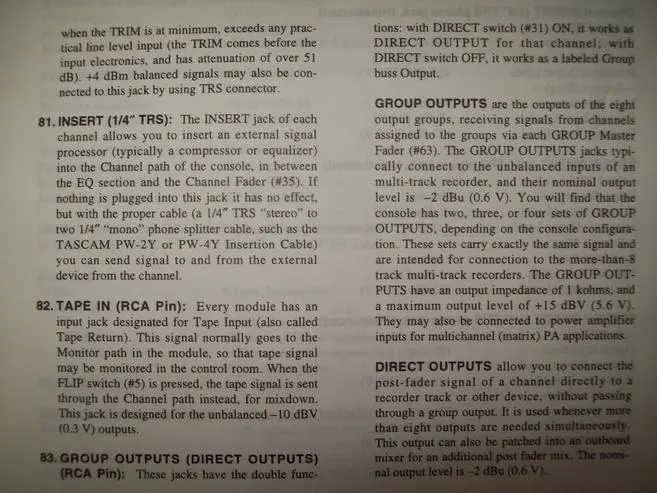 when the TRIM is at minimum, exceeds any prac-
tical line level input (the TRIM comes before the
input electronics, and has attenuation of over 51
dB). +4 dBm balanced signals may also be con-
nected to this jack by using TRS connector.
81. INSERT (1/4" TRS): The INSERT jack of each
channel allows you to insert an external signal
processor (typically a compressor or equalizer)
into the Channel path of the console, in between
the EQ section and the Channel Fader (#35). If
nothing is plugged into this jack it has no effect,
but with the proper cable (a 1/4" TRS "stereo" to
two 1/4" "mono" phone splitter cable, such as the
TASCAM PW-2Y or PW-4Y Insertion Cable)
you can send signal to and from the external
device from the channel.
82. TAPE IN (RCA Pin): Every module has an
input jack designated for Tape Input (also called
Tape Return). This signal normally goes to the
Monitor path in the module, so that tape signal
may be monitored in the control room. When the
FLIP switch (#5) is pressed, the tape signal is sent
through the Channel path instead, for mixdown.
This jack is designed for the unbalanced –10 dBV
(0.3 V) outputs.
83. GROUP OUTPUTS (DIRECT OUTPUTS)
(RCA Pin): These jacks have the double func-
tions: with DIRECT switch (#31) ON, it works as
DIRECT OUTPUT for that channel; with
DIRECT switch OFF, it works as a labeled Group
buss Output.
GROUP OUTPUTS are the outputs of the eight
output groups, receiving signals from channels
assigned to the groups via each GROUP Master
Fader (#63). The GROUP OUTPUTS jacks typi-
cally connect to the unbalanced inputs of an
multi-track recorder, and their nominal output
level is –2 dBu (0.6 V). You will find that the
console has two, three, or four sets of GROUP
OUTPUTS, depending on the console configura-
tion. These sets carry exactly the same signal and
are intended for connection to the more-than-8
track multi-track recorders. The GROUP OUT-
PUTS have an output impedance of 1 kohms, and
a maximum output level of +15 dBV (5.6 V).
They may also be connected to power amplifier
inputs for multichannel (matrix) PA applications.
DIRECT OUTPUTS allow you to connect the
post-fader signal of a channel directly to a
recorder track or other device, without passing
through a group output. It is used whenever more
than eight outputs are needed simultaneously.
This output can also be patched into an outboard
mixer for an additional post fader mix. The nomi-
nal output level is –2 dBu (0.6 V).